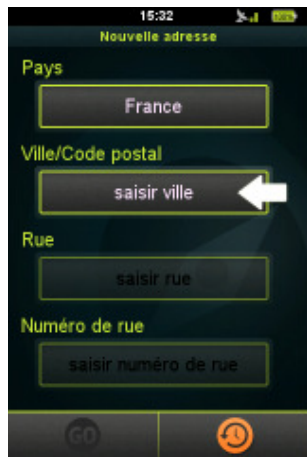 15:32
Nouvelle adresse
Pays
France
Ville/Code postal
saisir ville
Rue
saisir rue
Numéro de rue
saisir numéro de rue
GO